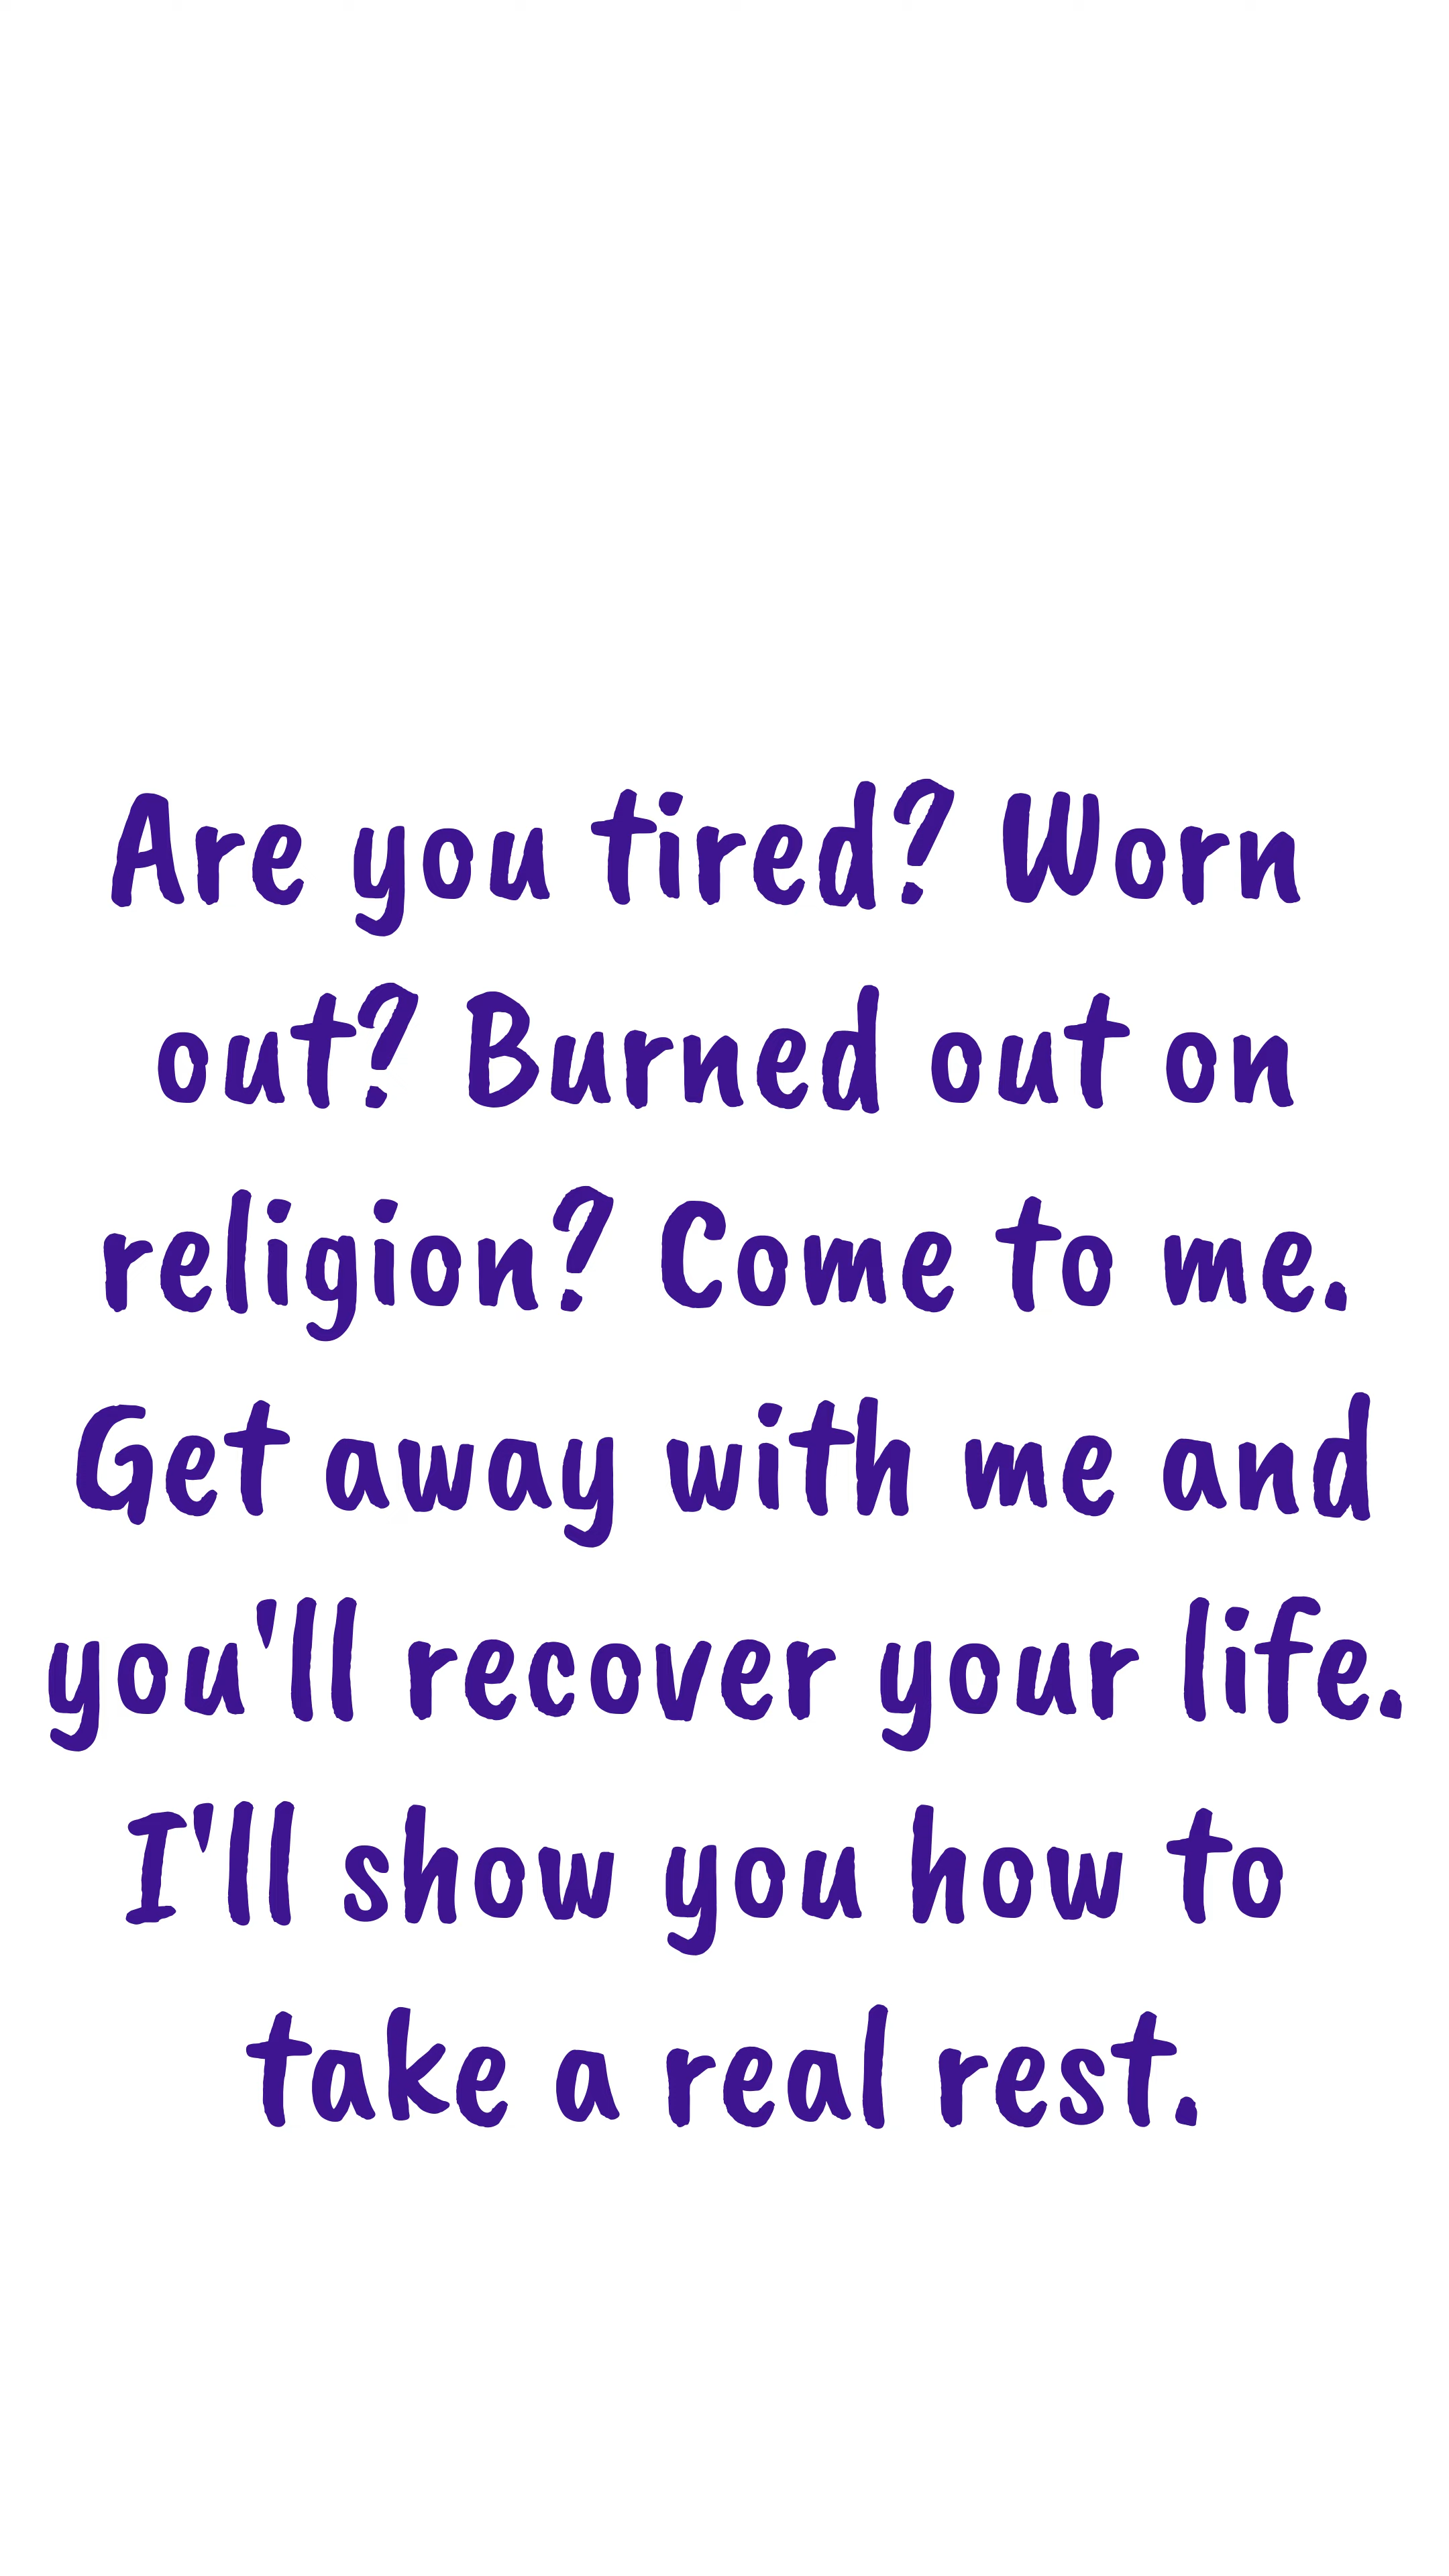 Are you tired? Worn
out? Burned out on
religion? Come to me.
Get away with me and
you'll recover your life.
I'll show you how to
take a real rest.